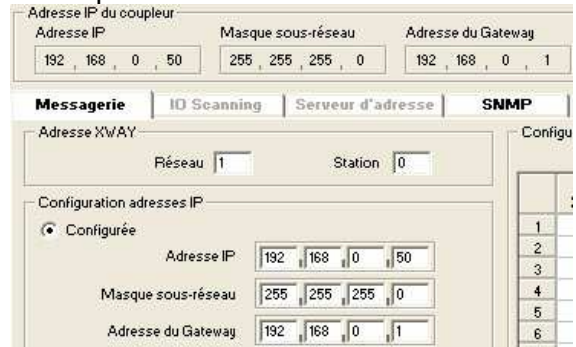 Adresse IP du coupleur
Adresse IP Masque sous-réseau Adresse du Gateway
192 , 168 , 0 , 50 255 , 255 , 255 , 0 192 , 168 , 0 , 1
Messagerie IO Scanning Serveur d'adresse SNMP
Adresse XWAY Configu
Réseau 1 Station 0
Configuration adresses IP
Configurée
Adresse IP 192 , 168 , 0 , 50
Masque sous-réseau 255 , 255 , 255 , 0
Adresse du Gateway 192 , 168 , 0 , 1
1
2
3
4
5
6